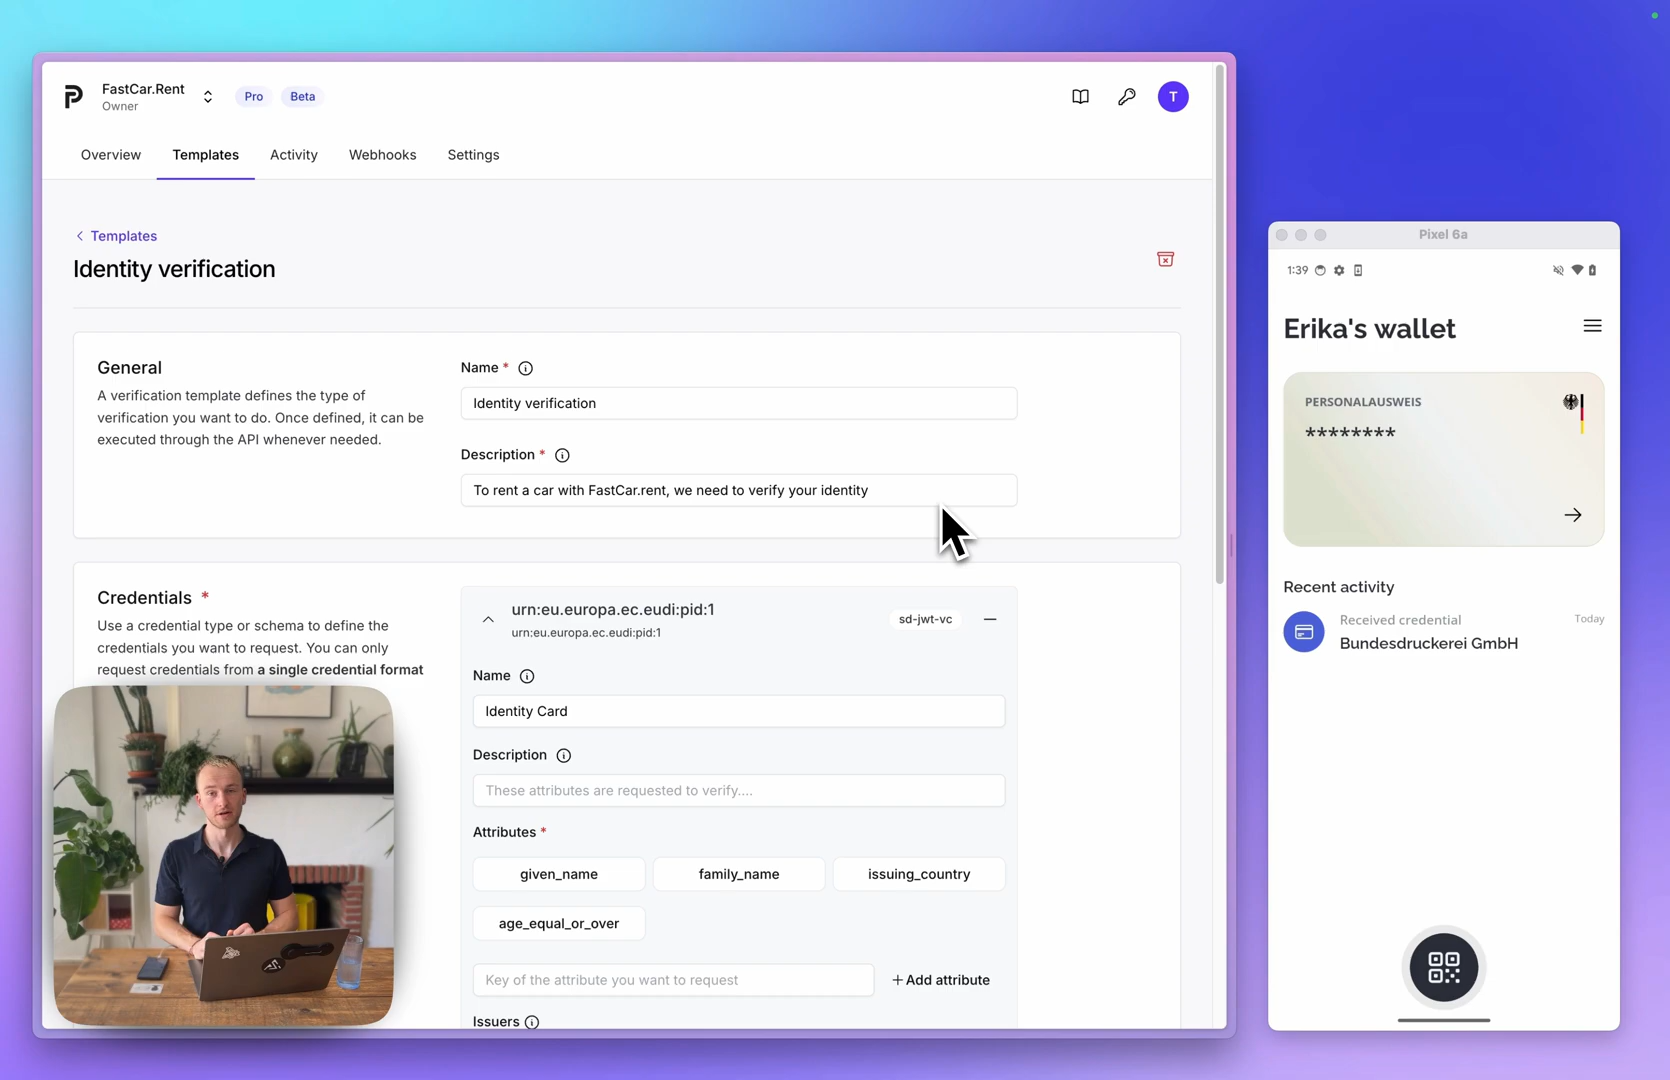 FastCar.Rent
Owner
Pro
Beta
T
Overview
Templates
Activity
Webhooks
Settings
Templates
Identity verification
General
A verification template defines the type of
verification you want to do. Once defined, it can be
executed through the API whenever needed.
Name *
Identity verification
Description *
To rent a car with FastCar.rent, we need to verify your identity
Credentials *
Use a credential type or schema to define the
credentials you want to request. You can only
request credentials from a single credential format
urn:eu.europa.ec.eudi:pid:1
urn:eu.europa.ec.eudi:pid:1
sd-jwt-vc
Name
Identity Card
Description
These attributes are requested to verify....
Attributes *
given_name
family_name
issuing_country
age_equal_or_over
Key of the attribute you want to request
+ Add attribute
Issuers
Pixel 6a
1:39
Erika's wallet
PERSONALAUSWEIS
********
Recent activity
Received credential
Today
Bundesdruckerei GmbH